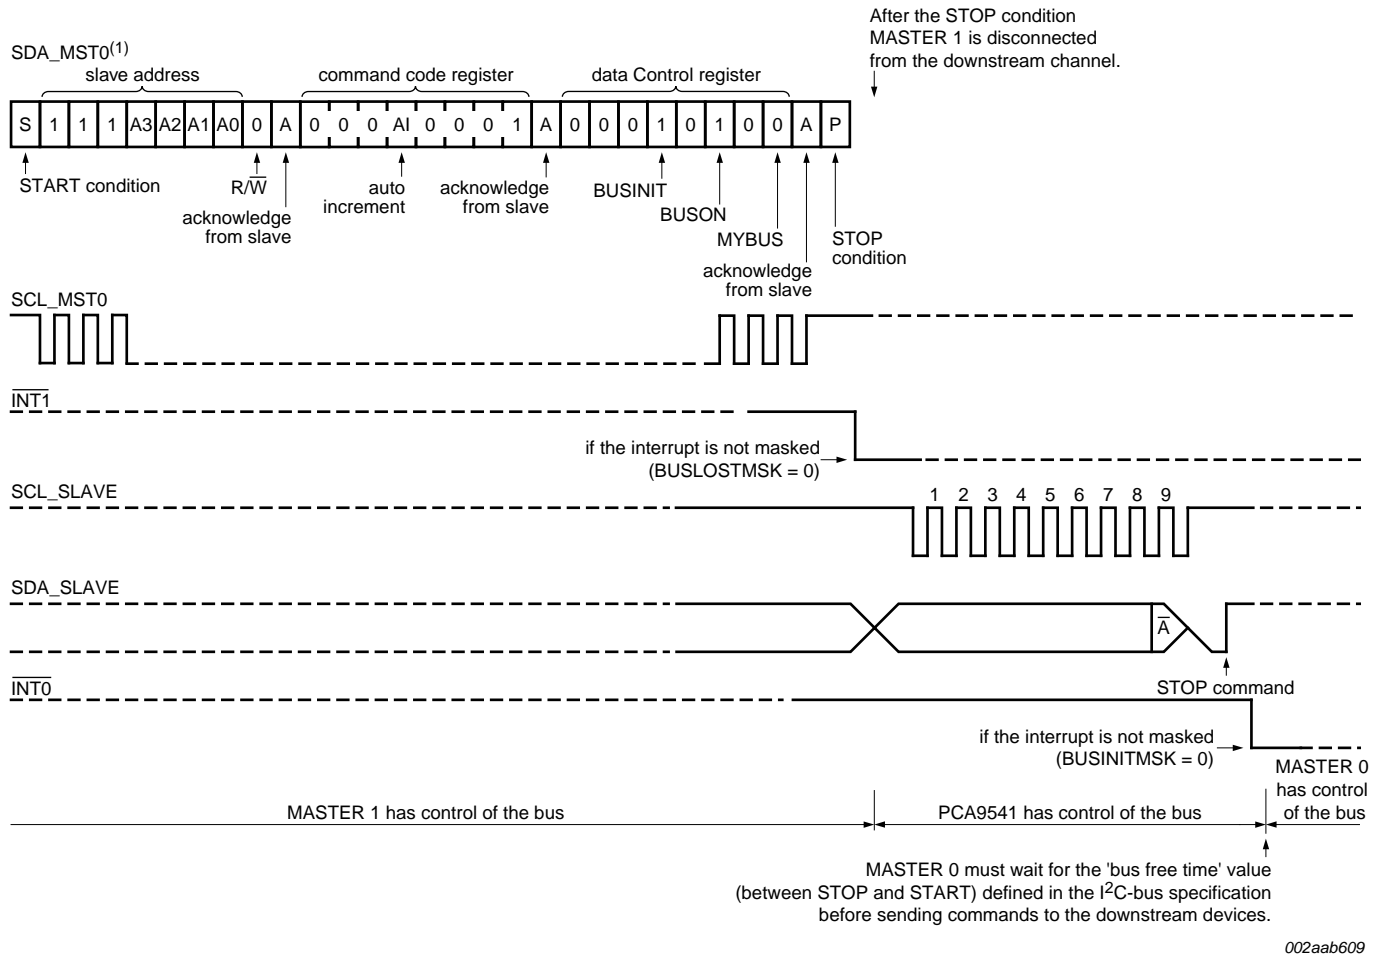 After the STOP condition
MASTER 1 is disconnected
from the downstream channel.
SDA_MST0(1)
slave address
command code register
data Control register
S 1 1 1 A3 A2 A1 A0 0 A 0 0 0 AI 0 0 0 1 A 0 0 0 1 0 1 0 0 A P
START condition
R/W̅
acknowledge
from slave
auto
increment
acknowledge
from slave
BUSINIT
BUSON
MYBUS
acknowledge
from slave
STOP
condition
SCL_MST0
I̅N̅T̅1̅
if the interrupt is not masked
(BUSLOSTMSK = 0)
SCL_SLAVE
1 2 3 4 5 6 7 8 9
SDA_SLAVE
A̅
STOP command
I̅N̅T̅0̅
if the interrupt is not masked
(BUSINITMSK = 0)
MASTER 1 has control of the bus
PCA9541 has control of the bus
MASTER 0
has control
of the bus
MASTER 0 must wait for the 'bus free time' value
(between STOP and START) defined in the I2C-bus specification
before sending commands to the downstream devices.
002aab609